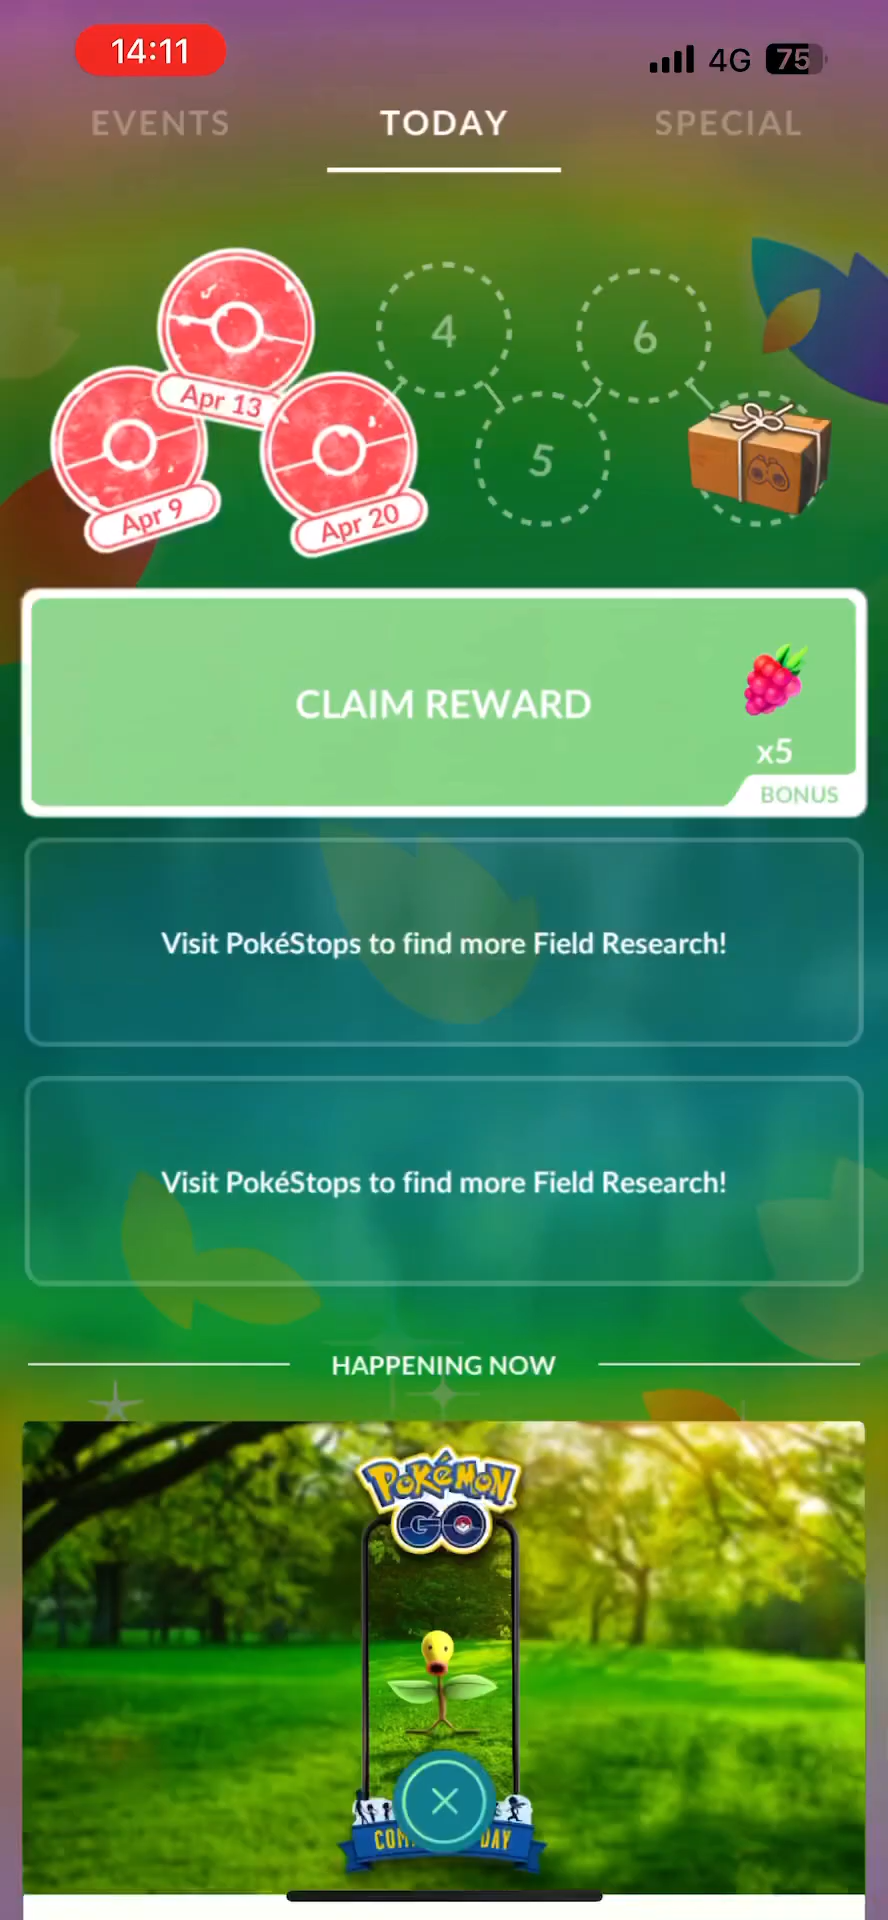 14:11
4G 75
EVENTS TODAY SPECIAL
4
6
Apr 13
5
Apr 9
Apr 20
CLAIM REWARD
x5
BONUS
Visit PokéStops to find more Field Research!
Visit PokéStops to find more Field Research!
HAPPENING NOW
POKéMON
GO
DAY